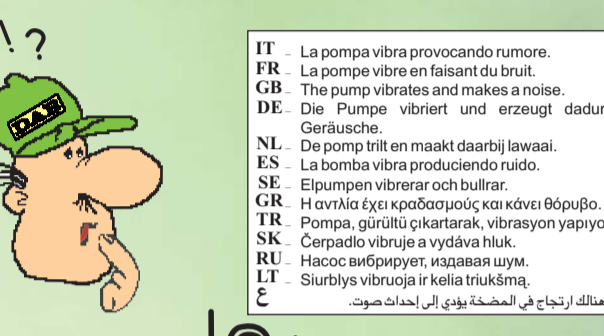 ! ?
DAB
IT – La pompa vibra provocando rumore.
FR – La pompe vibre en faisant du bruit.
GB – The pump vibrates and makes a noise.
DE – Die Pumpe vibriert und erzeugt dadur
Geräusche.
NL – De pomp trilt en maakt daarbij lawaai.
ES – La bomba vibra produciendo ruido.
SE – Elpumpen vibrerar och bullrar.
GR – Η αντλία έχει κραδασμούς και κάνει θόρυβο.
TR – Pompa, gürültü çıkartarak, vibrasyon yapıyo
SK – Čerpadlo vibruje a vydáva hluk.
RU – Насос вибрирует, издавая шум.
LT – Siurblys vibruoja ir kelia triukšmą.
ع هنالك ارتجاج في المضخة يؤدي إلى إحداث صوت.